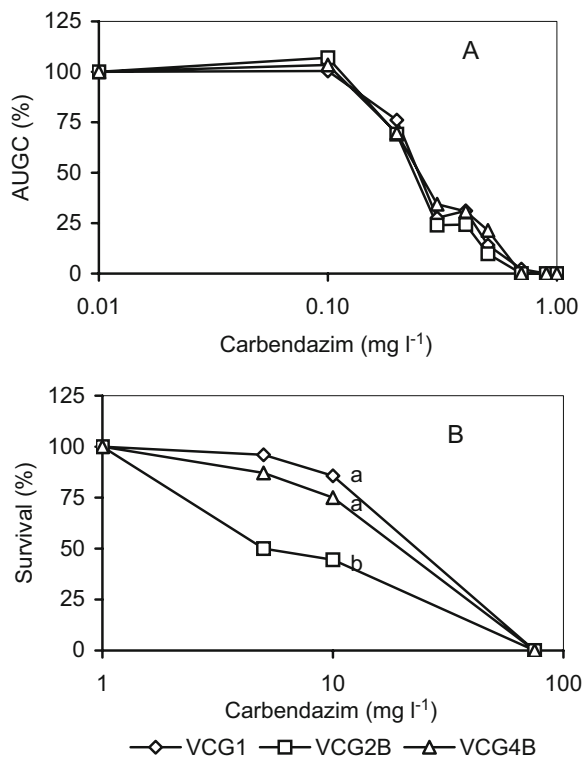 125
A
100
75
50
25
0
AUGC (%)
0.01 0.10 1.00
Carbendazim (mg l⁻¹)
125
B
100
75
50
25
0
Survival (%)
a
a
b
1 10 100
Carbendazim (mg l⁻¹)
VCG1 VCG2B VCG4B